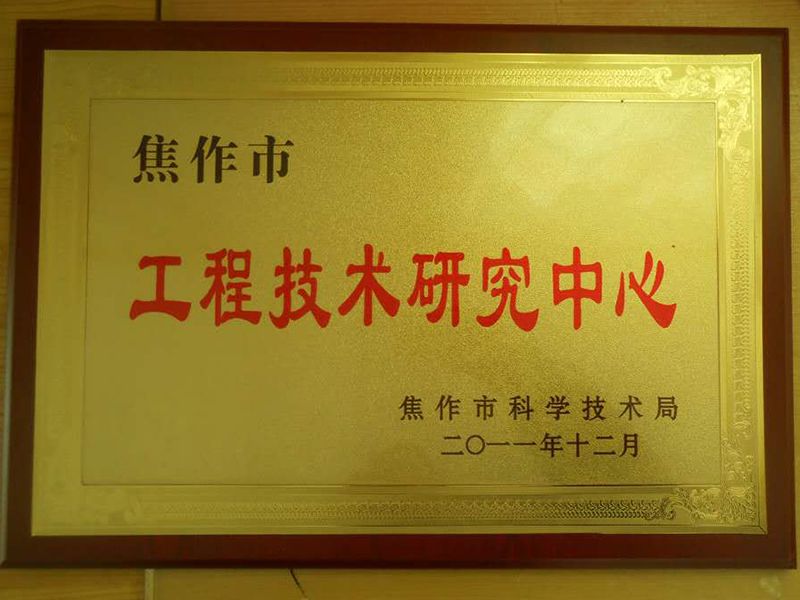 焦作市
工程技术研究中心
焦作市科学技术局
二〇一一年十二月